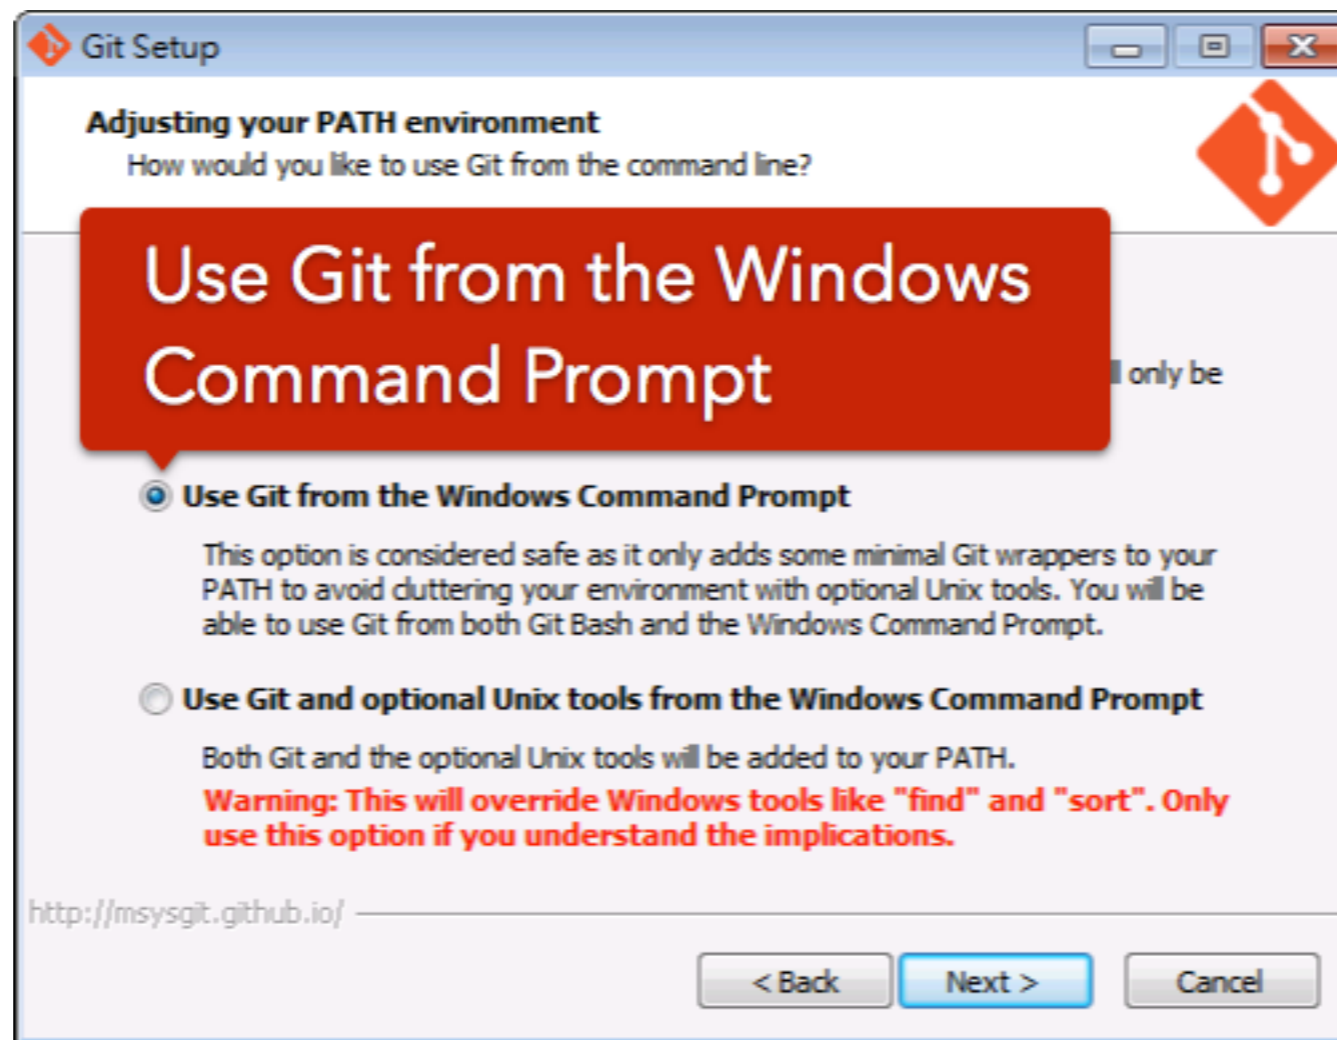 Git Setup
Adjusting your PATH environment
How would you like to use Git from the command line?
Use Git from the Windows
Command Prompt
only be
Use Git from the Windows Command Prompt
This option is considered safe as it only adds some minimal Git wrappers to your
PATH to avoid cluttering your environment with optional Unix tools. You will be
able to use Git from both Git Bash and the Windows Command Prompt.
Use Git and optional Unix tools from the Windows Command Prompt
Both Git and the optional Unix tools will be added to your PATH.
Warning: This will override Windows tools like "find" and "sort". Only
use this option if you understand the implications.
http://msysgit.github.io/
< Back
Next >
Cancel